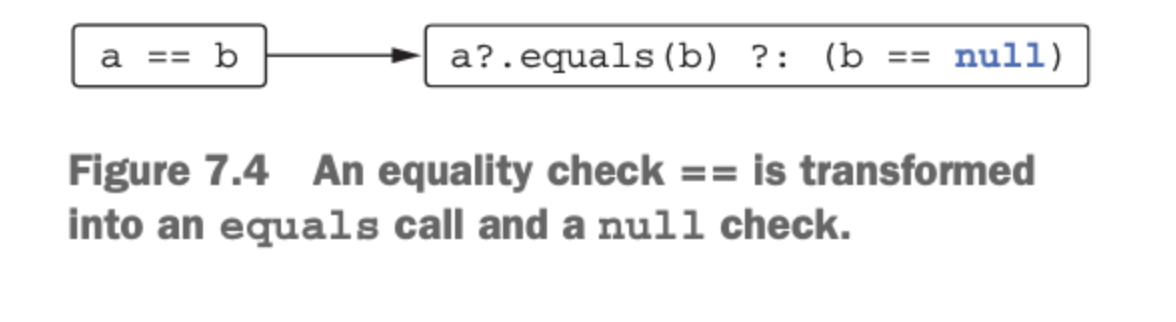 a == b
a?.equals(b) ?: (b == null)
Figure 7.4 An equality check == is transformed
into an equals call and a null check.